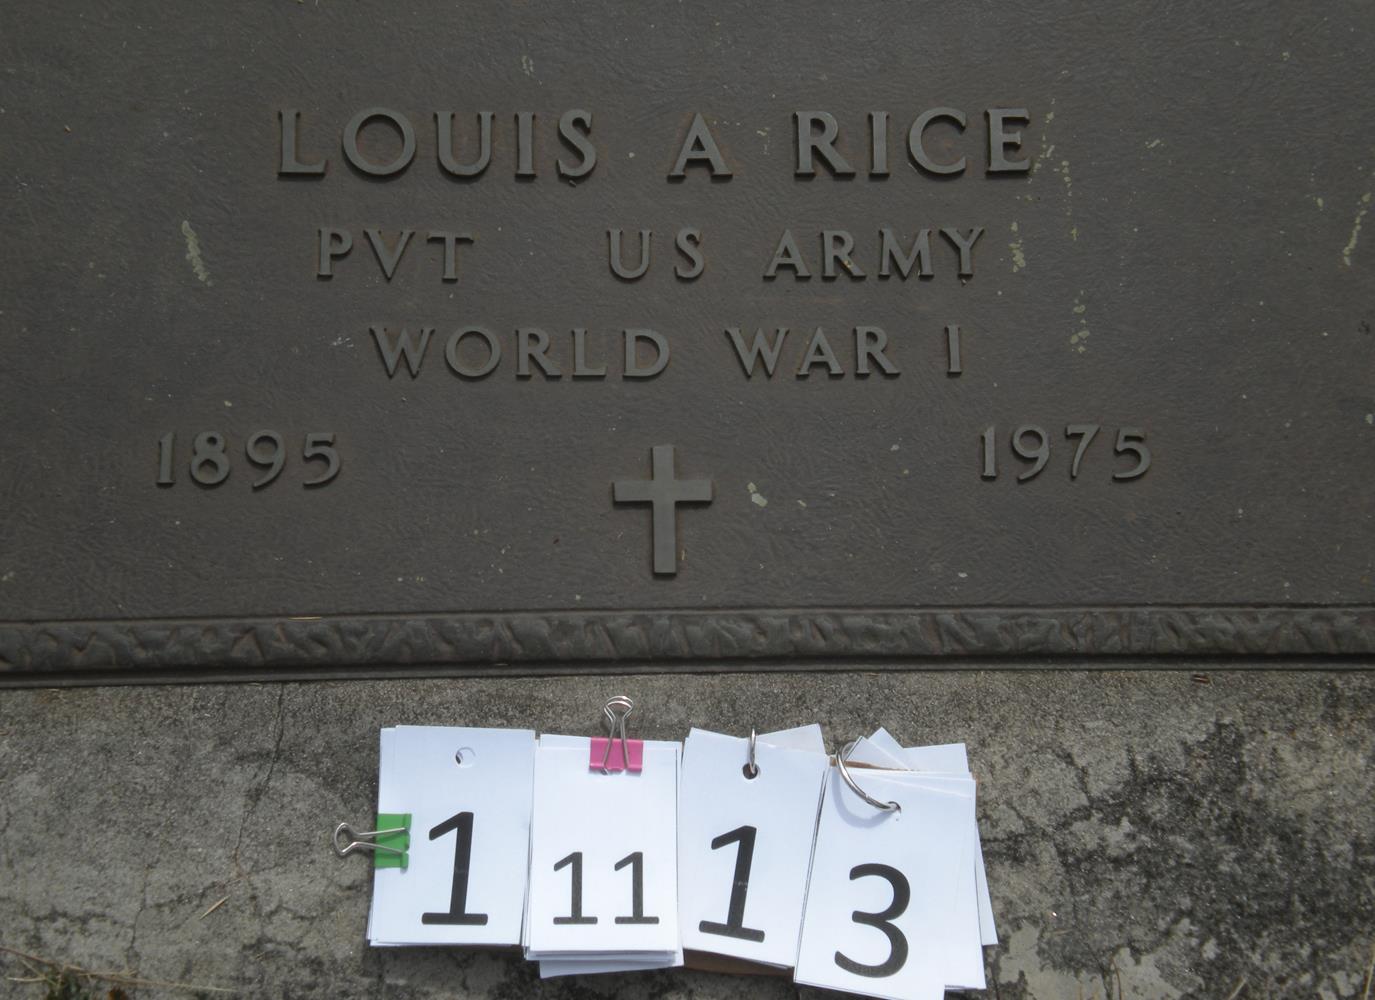 LOUIS A RICE
PVT US ARMY
WORLD WAR I
1895 1975
1 11 1 3